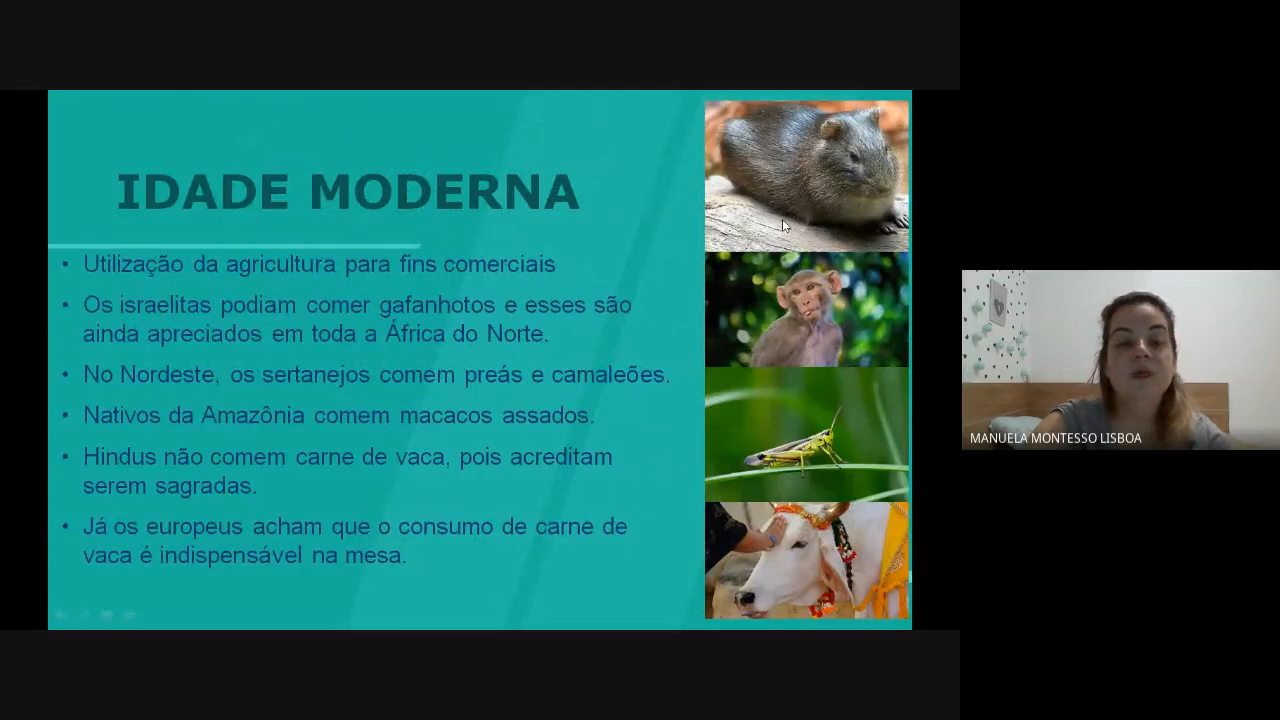 IDADE MODERNA
• Utilização da agricultura para fins comerciais
• Os israelitas podiam comer gafanhotos e esses são
ainda apreciados em toda a África do Norte.
• No Nordeste, os sertanejos comem preás e camaleões.
• Nativos da Amazônia comem macacos assados.
• Hindus não comem carne de vaca, pois acreditam
serem sagradas.
• Já os europeus acham que o consumo de carne de
vaca é indispensável na mesa.
MANUELA MONTESSO LISBOA